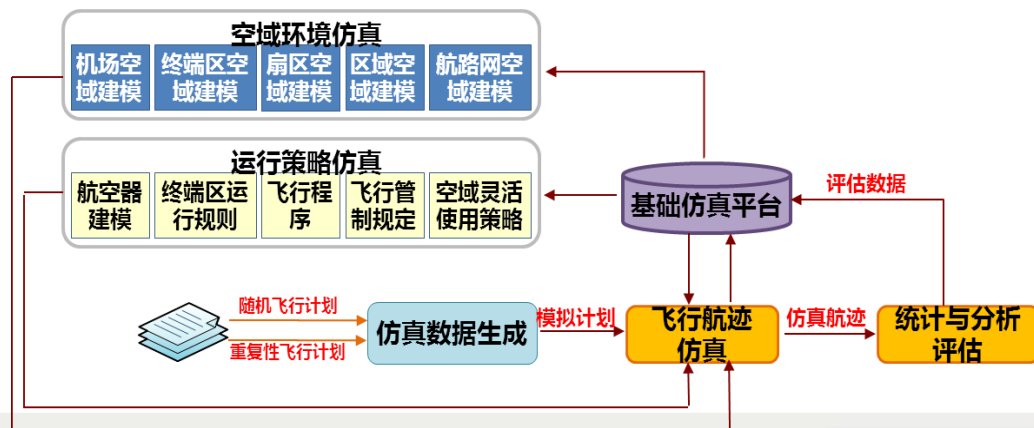 空域环境仿真
机场空
域建模
终端区空
域建模
扇区空
域建模
区域空
域建模
航路网空
域建模
运行策略仿真
航空器
建模
终端区运
行规则
飞行程
序
飞行管
制规定
空域灵活
使用策略
基础仿真平台
评估数据
随机飞行计划
重复性飞行计划
仿真数据生成
模拟计划
飞行航迹
仿真
仿真航迹
统计与分析
评估